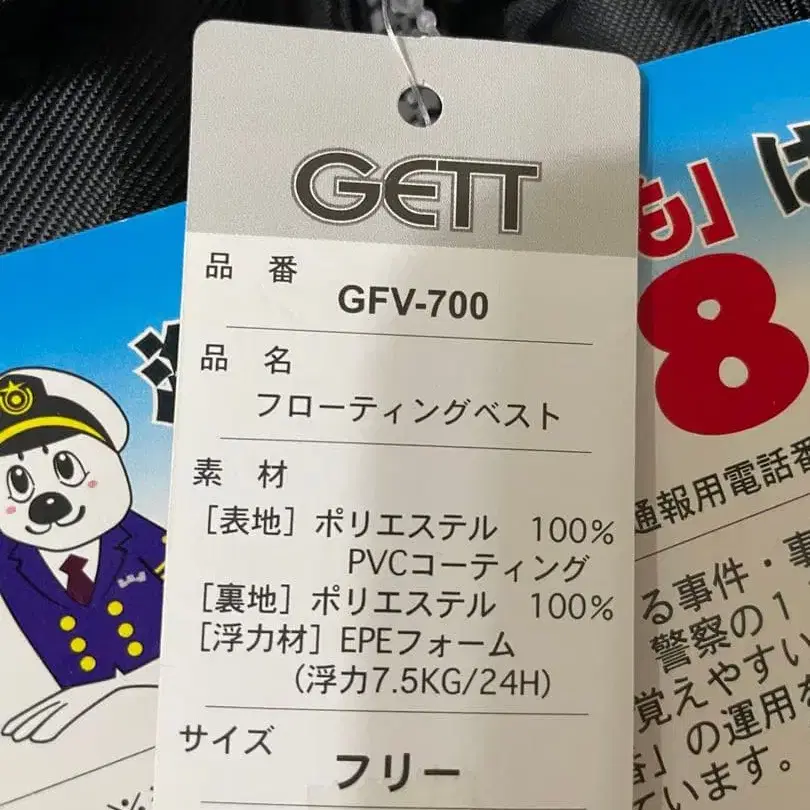 GETT
品 番
GFV-700
品 名
フローティングベスト
素 材
[表地] ポリエステル 100%
PVCコーティング
[裏地] ポリエステル 100%
[浮力材] EPEフォーム
(浮力7.5KG/24H)
サイズ
フリー
も」は
8
通報用電話番
る事件・事
警察の1
覚えやすい
」の運用を
ています。